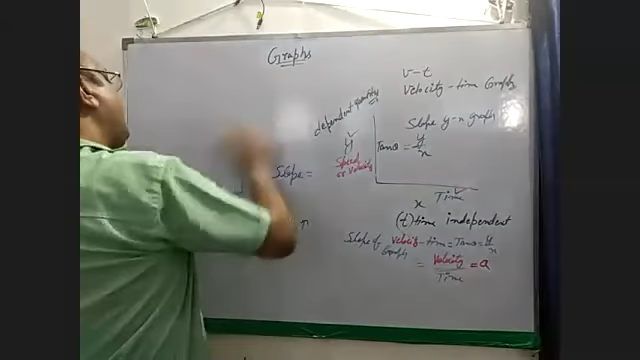 Graphs
v-t
Velocity-time Graph
dependent quantity
Slope y-x graph
y
Tanθ = y/x
Speed
or Velocity
Slope =
x Time
(t) time independent
Slope of Velocity-time = Tanθ = y/x
Graph
= Velocity/Time = a